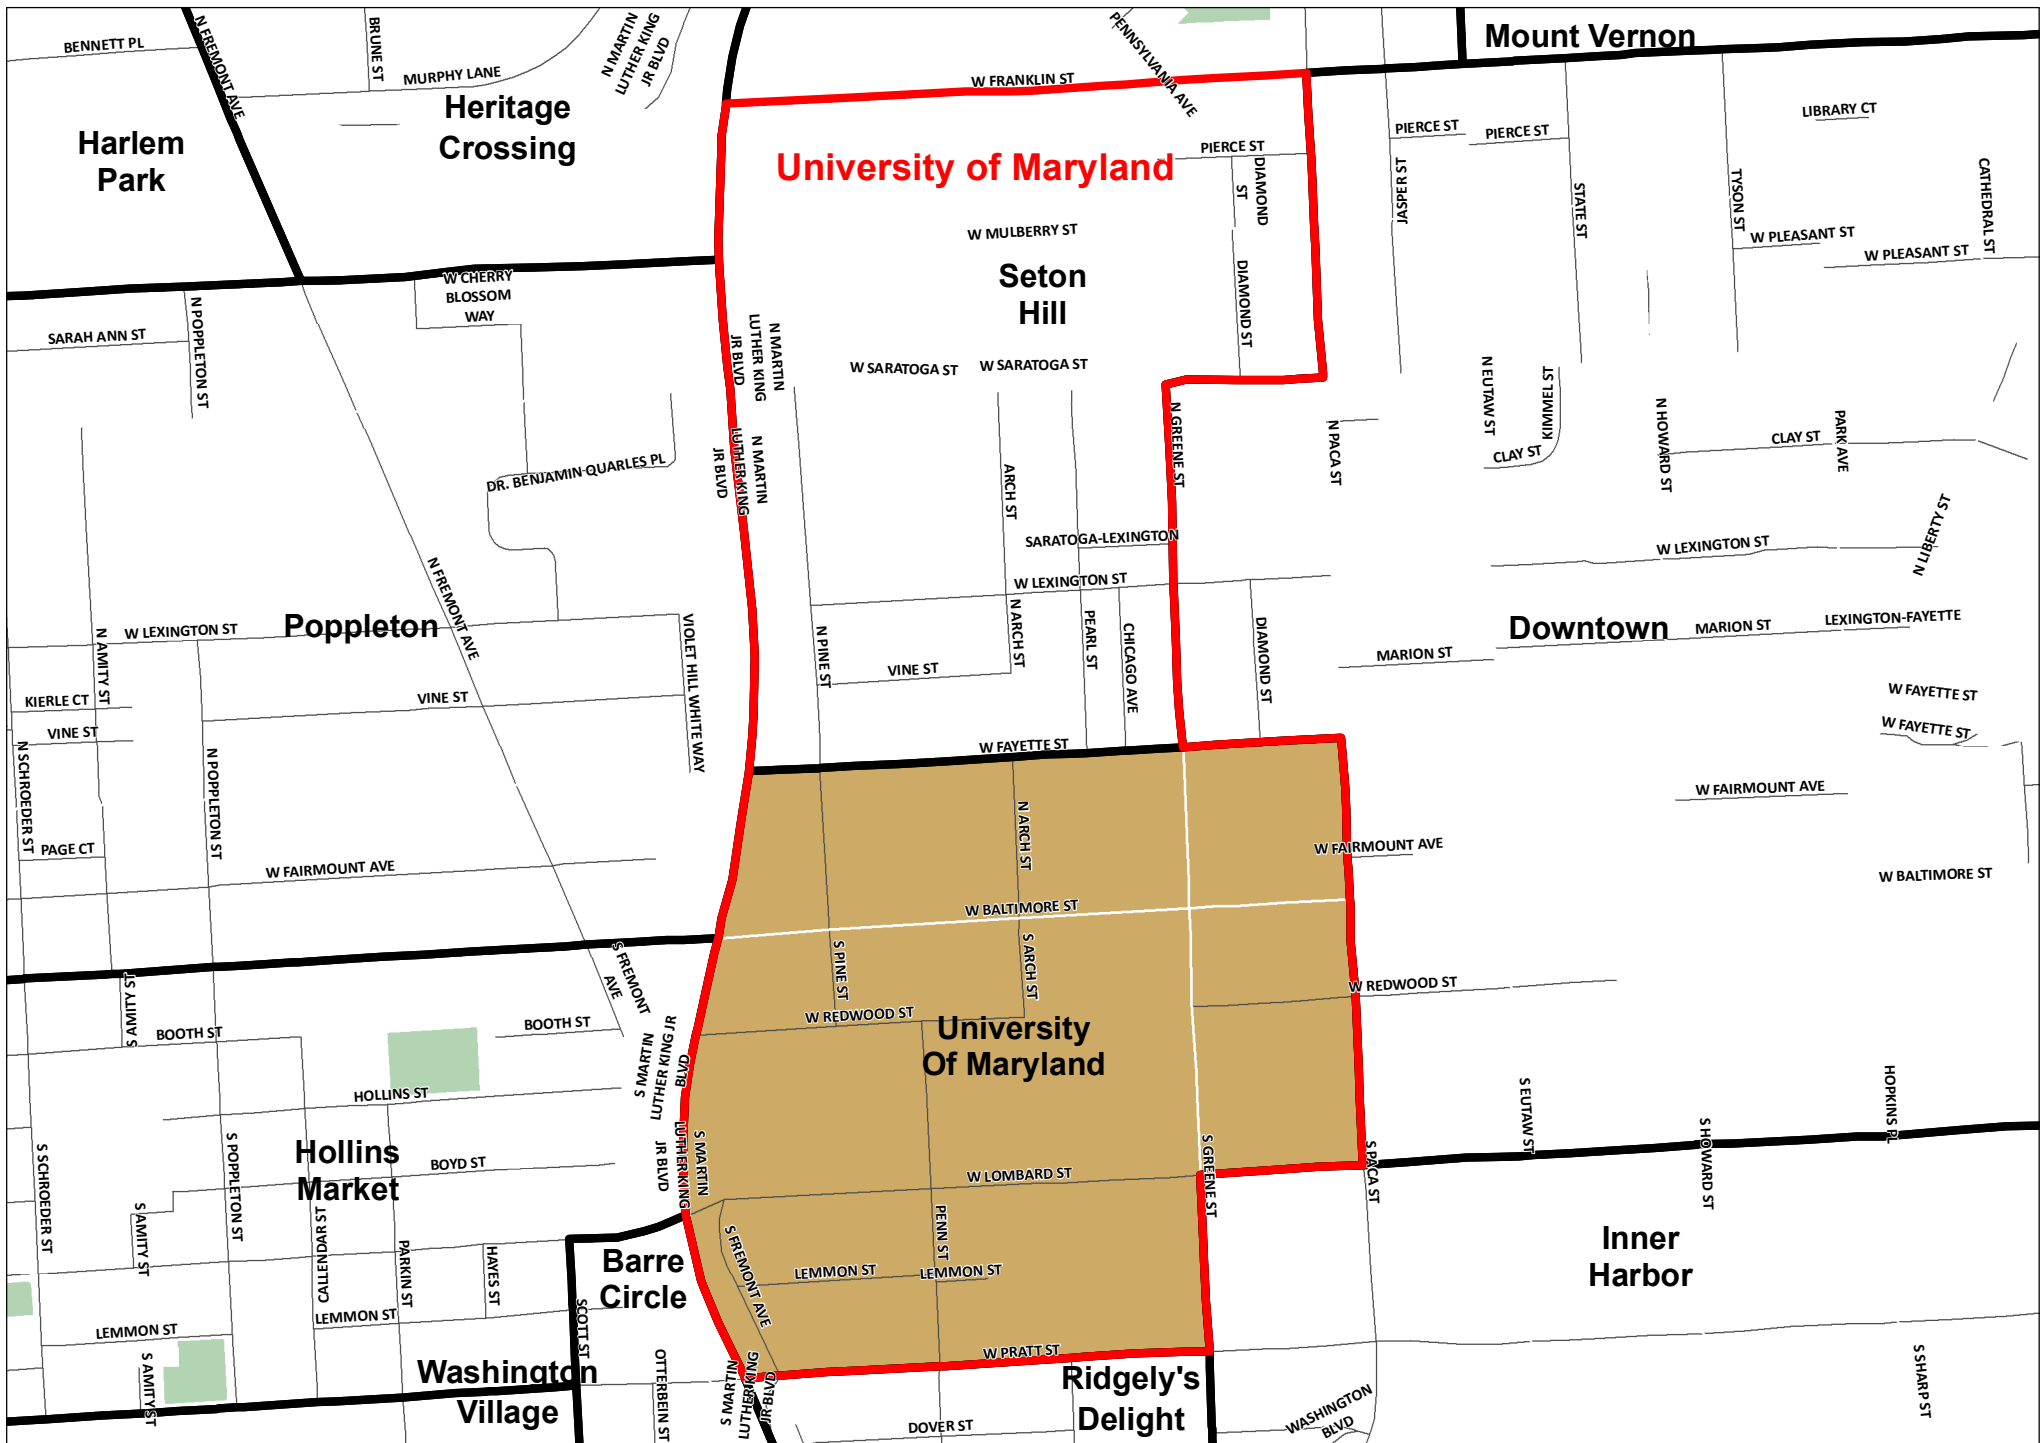 BENNETT PL
N FREMONT AVE
BRUNE ST
MURPHY LANE
N MARTIN
LUTHER KING
JR BLVD
W FRANKLIN ST
PENNSYLVANIA AVE
Mount Vernon
Harlem
Park
Heritage
Crossing
University of Maryland
PIERCE ST
PIERCE ST
PIERCE ST
LIBRARY CT
DIAMOND
ST
JASPER ST
STATE ST
TYSON ST
CATHEDRAL ST
W MULBERRY ST
W PLEASANT ST
W PLEASANT ST
Seton
Hill
W CHERRY
BLOSSOM
WAY
SARAH ANN ST
N POPPLETON ST
N MARTIN
LUTHER KING
JR BLVD
DIAMOND ST
W SARATOGA ST
W SARATOGA ST
N EUTAW ST
KIMMEL ST
N HOWARD ST
PARK AVE
CLAY ST
CLAY ST
N GREENE ST
N PACA ST
DR. BENJAMIN QUARLES PL
N MARTIN
LUTHER KING
JR BLVD
ARCH ST
SARATOGA-LEXINGTON
W LEXINGTON ST
W LEXINGTON ST
N LIBERTY ST
N FREMONT AVE
Poppleton
W LEXINGTON ST
N AMITY ST
VIOLET HILL WHITE WAY
N PINE ST
VINE ST
N ARCH ST
PEARL ST
CHICAGO AVE
DIAMOND ST
Downtown
MARION ST
MARION ST
LEXINGTON-FAYETTE
KIERLE CT
VINE ST
VINE ST
W FAYETTE ST
W FAYETTE ST
W FAYETTE ST
N SCHROEDER ST
N POPPLETON ST
PAGE CT
W FAIRMOUNT AVE
N ARCH ST
W FAIRMOUNT AVE
W FAIRMOUNT AVE
W BALTIMORE ST
W BALTIMORE ST
S PINE ST
S ARCH ST
S FREMONT
AVE
S AMITY ST
BOOTH ST
BOOTH ST
W REDWOOD ST
W REDWOOD ST
University
Of Maryland
S MARTIN
LUTHER KING JR
BLVD
HOLLINS ST
Hollins
Market
BOYD ST
S MARTIN
LUTHER KING
JR BLVD
W LOMBARD ST
S GREENE ST
S PACA ST
S EUTAW ST
S HOWARD ST
HOPKINS PL
S SCHROEDER ST
S AMITY ST
S POPPLETON ST
CALLENDAR ST
PARKIN ST
HAYES ST
Barre
Circle
S FREMONT AVE
PENN ST
LEMMON ST
LEMMON ST
Inner
Harbor
LEMMON ST
LEMMON ST
SCOTT ST
S AMITY ST
Washington
Village
OTTERBEIN ST
S MARTIN
LUTHER KING
JR BLVD
W PRATT ST
Ridgely's
Delight
DOVER ST
WASHINGTON
BLVD
S SHARP ST